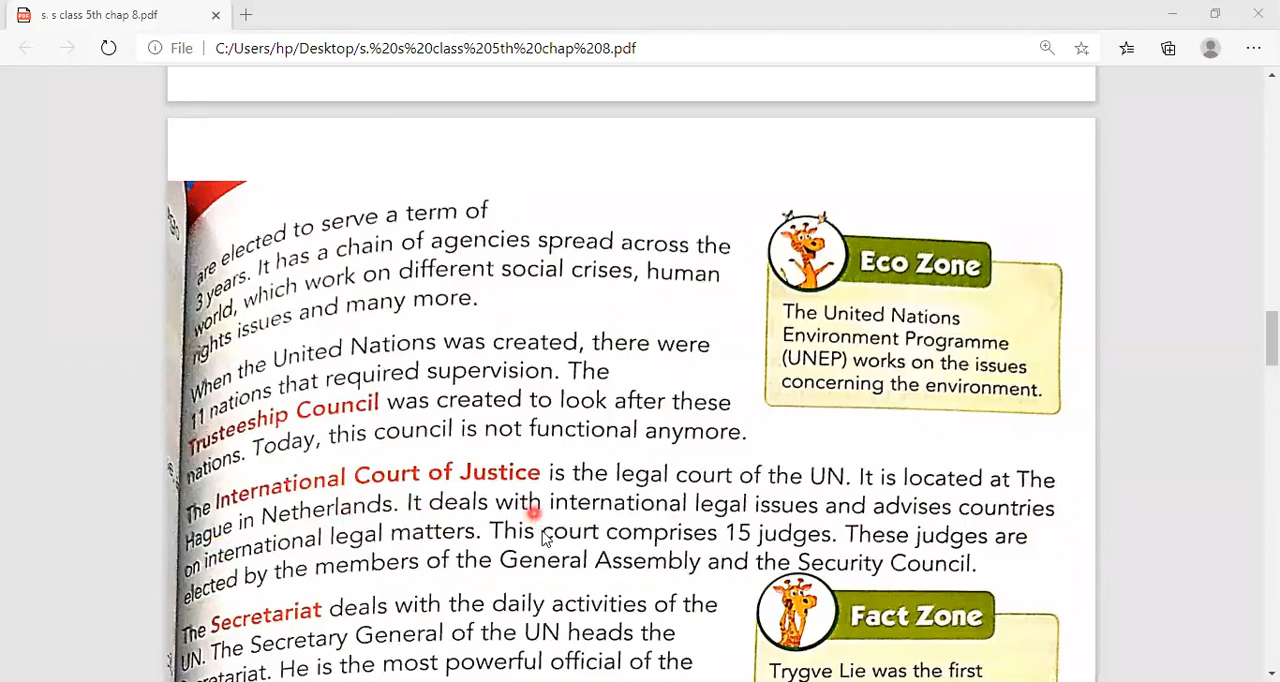 s. s class 5th chap 8.pdf
File
C:/Users/hp/Desktop/s.%20s%20class%205th%20chap%208.pdf
are elected to serve a term of
3 years. It has a chain of agencies spread across the
world, which work on different social crises, human
rights issues and many more.
When the United Nations was created, there were
11 nations that required supervision. The
Trusteeship Council was created to look after these
nations. Today, this council is not functional anymore.
Eco Zone
The United Nations
Environment Programme
(UNEP) works on the issues
concerning the environment.
The International Court of Justice is the legal court of the UN. It is located at The
Hague in Netherlands. It deals with international legal issues and advises countries
on international legal matters. This court comprises 15 judges. These judges are
elected by the members of the General Assembly and the Security Council.
The Secretariat deals with the daily activities of the
UN. The Secretary General of the UN heads the
He is the most powerful official of the
Fact Zone
Trygve Lie was the first